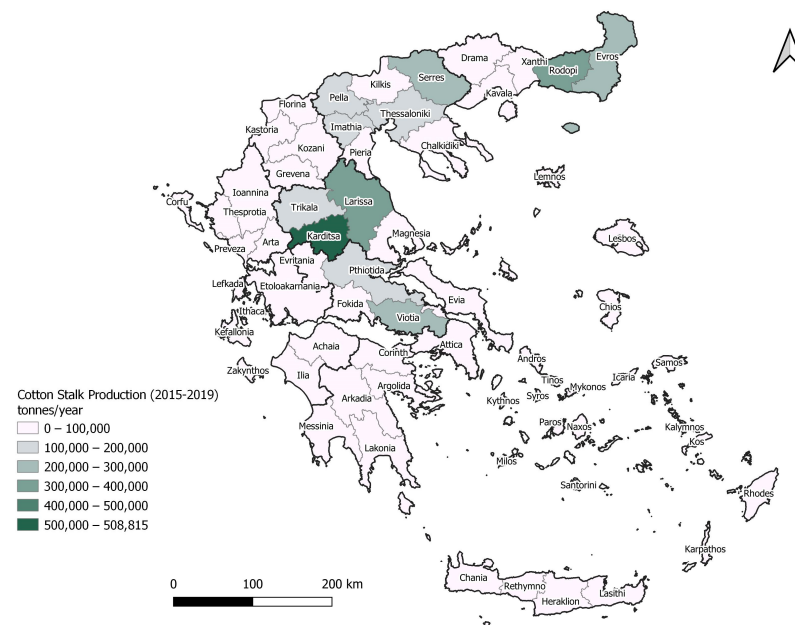 Drama
Xanthi
Evros
Rodopi
Serres
Kilkis
Pella
Kavala
Florina
Thessaloniki
Imathia
Kastoria
Chalkidiki
Kozani
Pieria
Grevena
Lemnos
Ioannina
Corfu
Larissa
Trikala
Thesprotia
Magnesia
Karditsa
Lesbos
Arta
Preveza
Evritania
Pthiotida
Lefkada
Etoloakarnania
Evia
Fokida
Chios
Ithaca
Viotia
Kefallonia
Achaia
Attica
Corinth
Andros
Samos
Zakynthos
Ilia
Icaria
Tinos
Mykonos
Argolida
Syros
Kythnos
Arkadia
Paros
Naxos
Messinia
Kalymnos
Kos
Lakonia
Milos
Santorini
Rhodes
Karpathos
Chania
Rethymno
Lasithi
Heraklion
Cotton Stalk Production (2015-2019)
tonnes/year
0 – 100,000
100,000 – 200,000
200,000 – 300,000
300,000 – 400,000
400,000 – 500,000
500,000 – 508,815
0 100 200 km